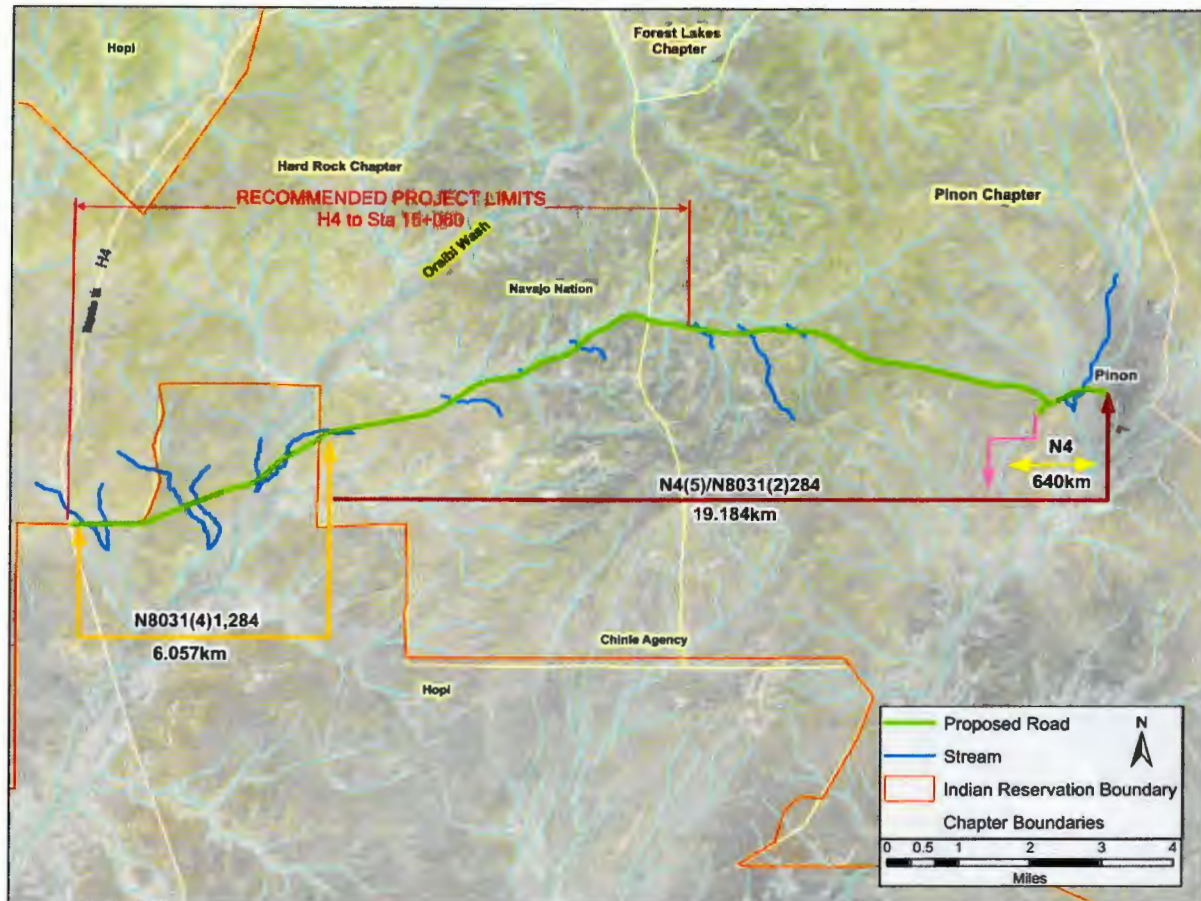 Hopi
Forest Lakes
Chapter
Hard Rock Chapter
RECOMMENDED PROJECT LIMITS
H4 to Sta 15+060
Pinon Chapter
Oraibi Wash
H4
Navajo Nation
Pinon
N4
640km
N4(5)/N8031(2)284
19.184km
N8031(4)1,284
6.057km
Chinle Agency
Hopi
Proposed Road
N
Stream
Indian Reservation Boundary
Chapter Boundaries
0 0.5 1 2 3 4
Miles